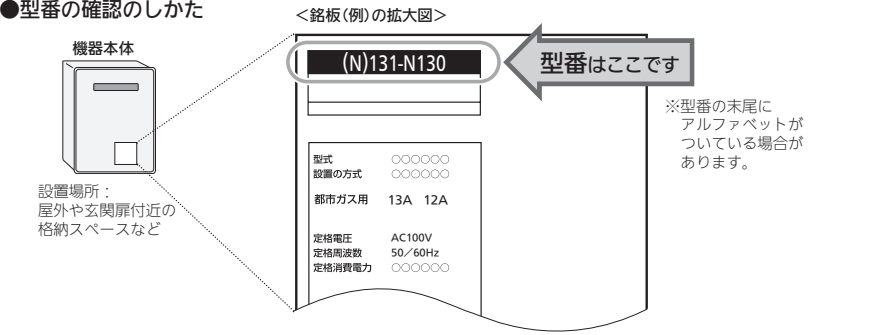 ●型番の確認のしかた
＜銘板(例)の拡大図＞
機器本体
(N)131-N130
型番はここです
※型番の末尾に
アルファベットが
ついている場合が
あります。
設置場所：
屋外や玄関扉付近の
格納スペースなど
型式 ○○○○○○
設置の方式 ○○○○○○
都市ガス用 13A 12A
定格電圧 AC100V
定格周波数 50／60Hz
定格消費電力 ○○○○○○